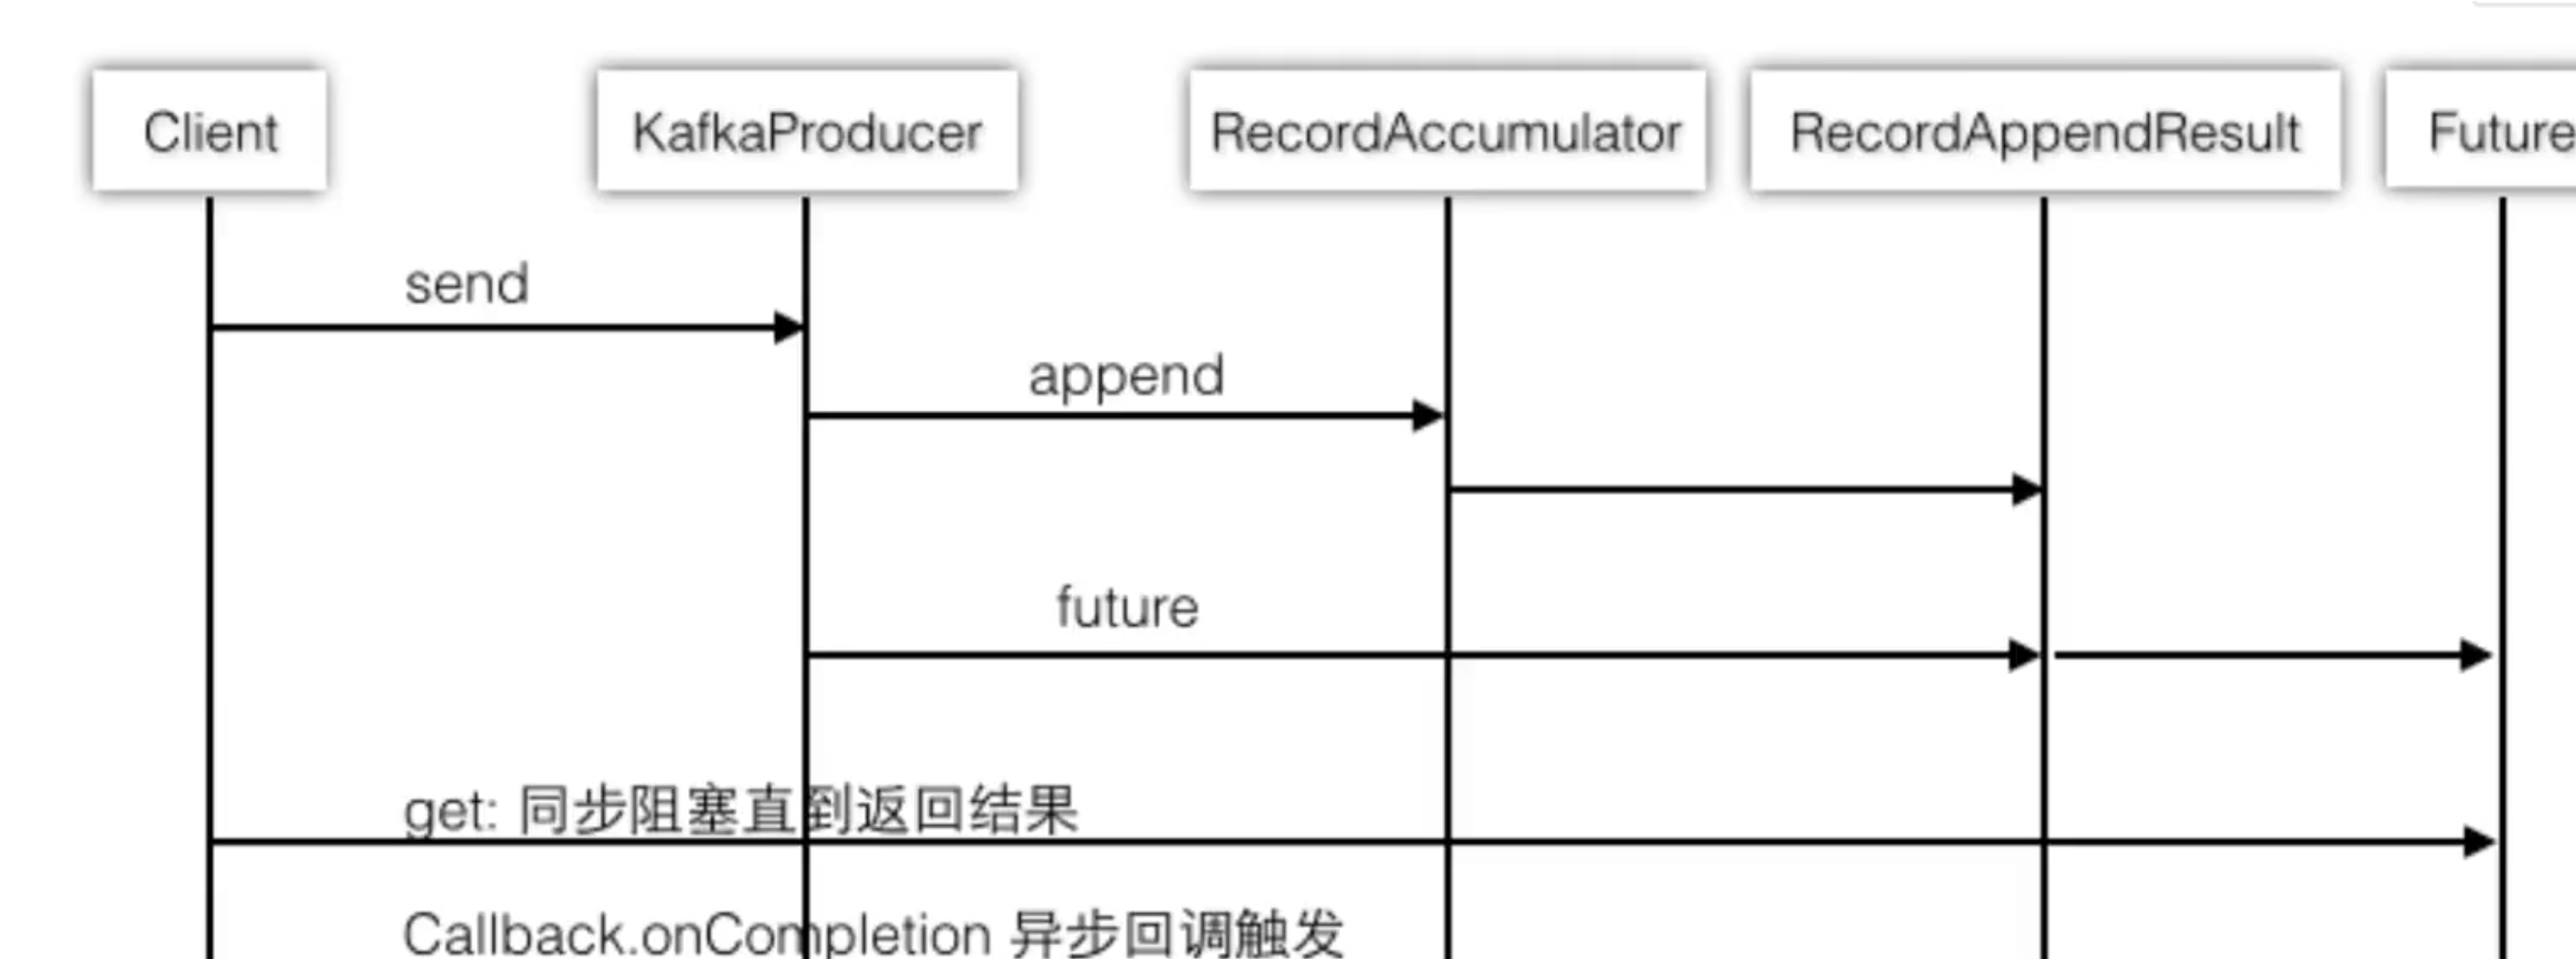 Client KafkaProducer RecordAccumulator RecordAppendResult Future
send
append
future
get: 同步阻塞直到返回结果
Callback.onCompletion 异步回调触发